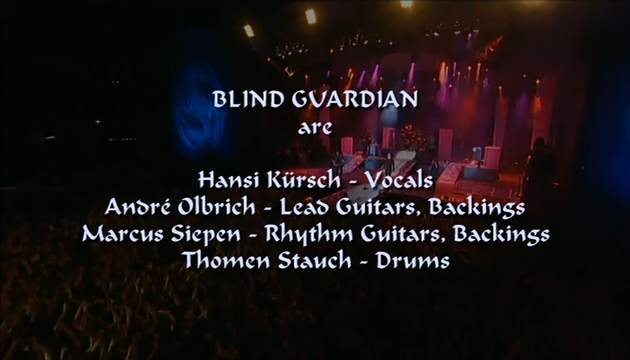 BLIND GUARDIAN
are
Hansi Kürsch - Vocals
André Olbrich - Lead Guitars, Backings
Marcus Siepen - Rhythm Guitars, Backings
Thomen Stauch - Drums